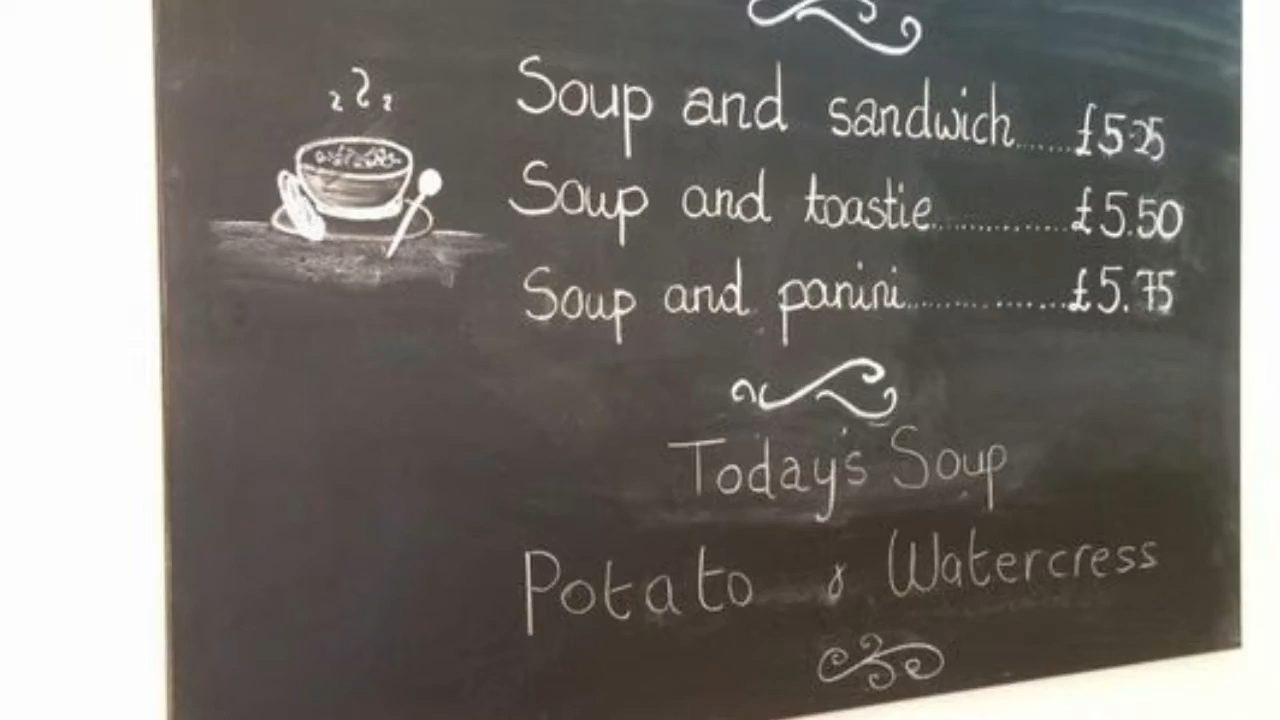 Soup and sandwich......£5.25
Soup and toastie..............£5.50
Soup and panini................£5.75
Today's Soup
Potato & Watercress